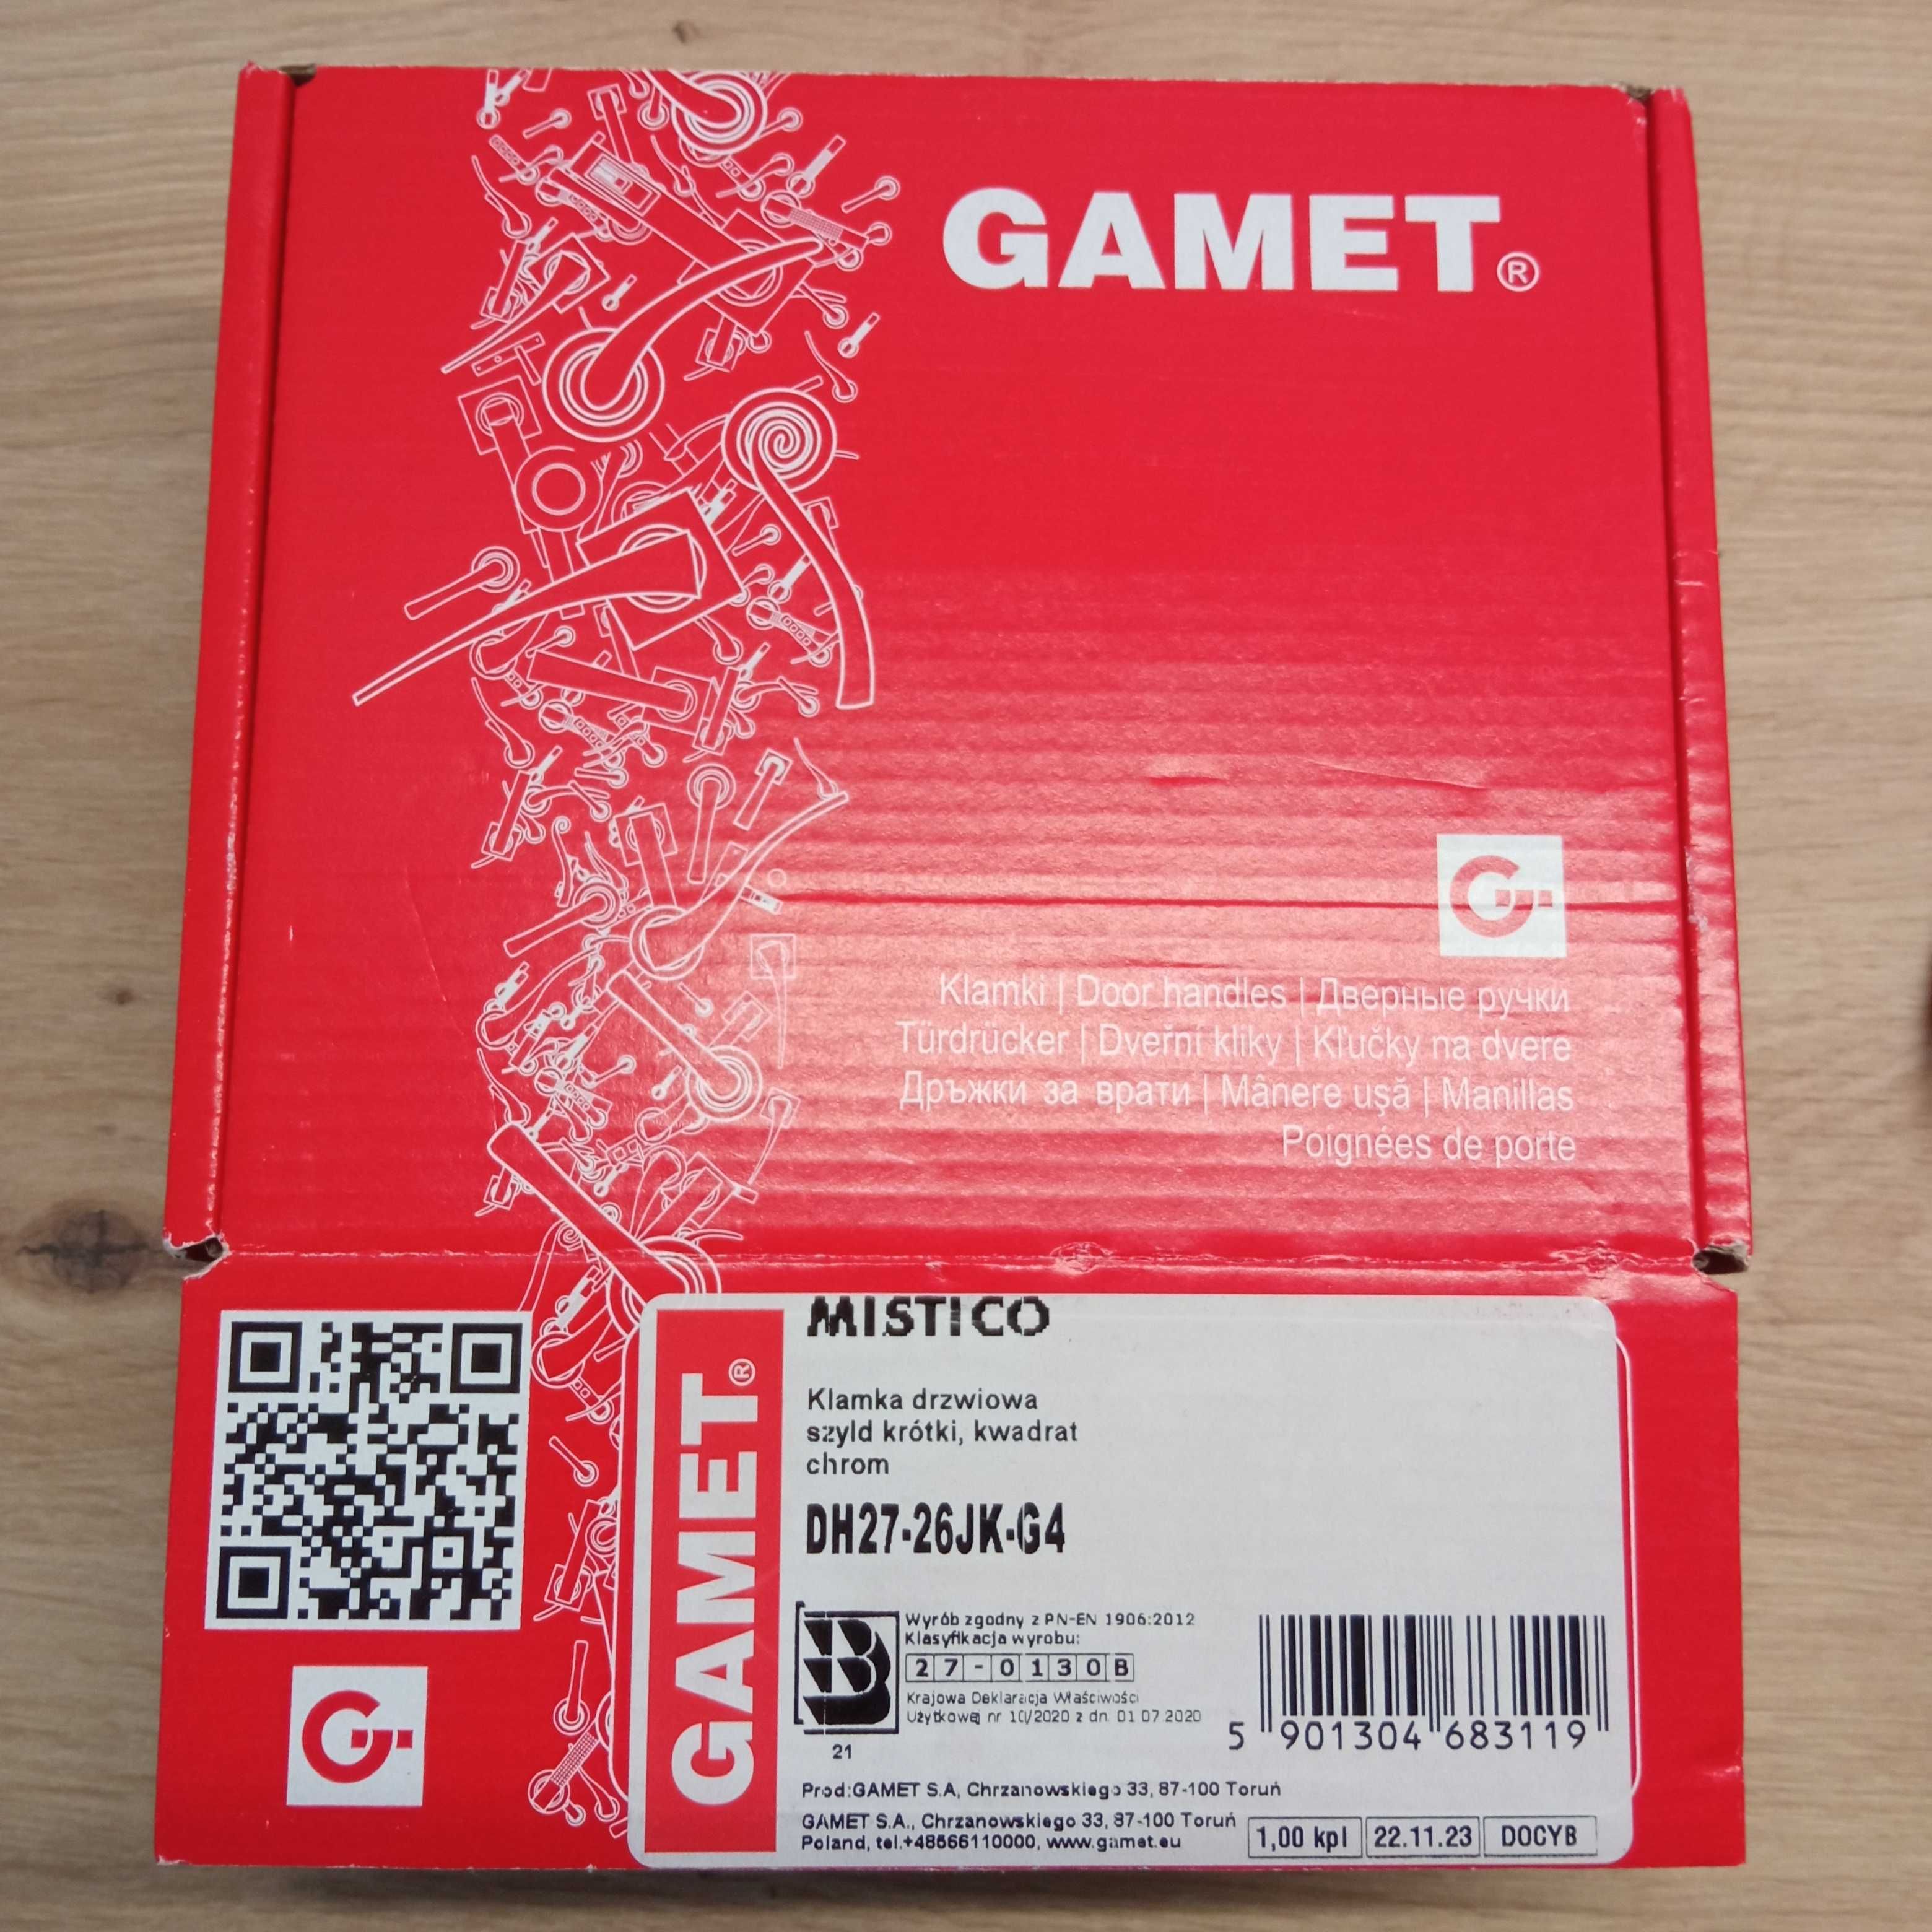 GAMET®
Klamki | Door handles | Дверные ручки
Türdrücker | Dveřní kliky | Kľučky na dvere
Дръжки за врати | Mânere uşă | Manillas
Poignées de porte
GAMET®
MISTICO
Klamka drzwiowa
szyld krótki, kwadrat
chrom
DH27-26JK-G4
Wyrób zgodny z PN-EN 1906:2012
Klasyfikacja wyrobu:
27-0130B
Krajowa Deklaracja Właściwości
Użytkowej nr 10/2020 z dn. 01.07.2020
21
5 901304 683119
Prod:GAMET S.A, Chrzanowskiego 33, 87-100 Toruń
GAMET S.A., Chrzanowskiego 33, 87-100 Toruń
Poland, tel.+48566110000, www.gamet.eu
1,00 kpl 22.11.23 DOCYB